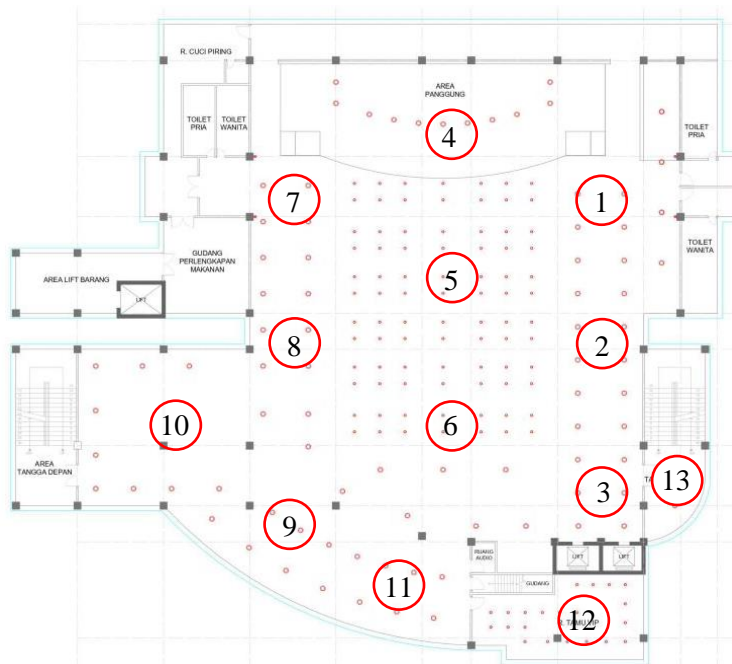 R. CUCI PIRING
AREA
PANGGUNG
TOILET
PRIA
TOILET
WANITA
4
TOILET
PRIA
7
1
GUDANG
PERLENGKAPAN
MAKANAN
TOILET
WANITA
AREA LIFT BARANG
5
LIFT
8
2
10
6
AREA
TANGGA DEPAN
13
3
9
RUANG
AUDIO
LIFT
LIFT
11
GUDANG
12
R. TAMU VIP